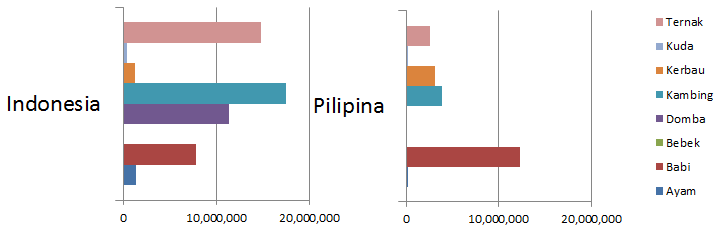 Indonesia
0
10,000,000
20,000,000
Pilipina
0
10,000,000
20,000,000
Ternak
Kuda
Kerbau
Kambing
Domba
Bebek
Babi
Ayam